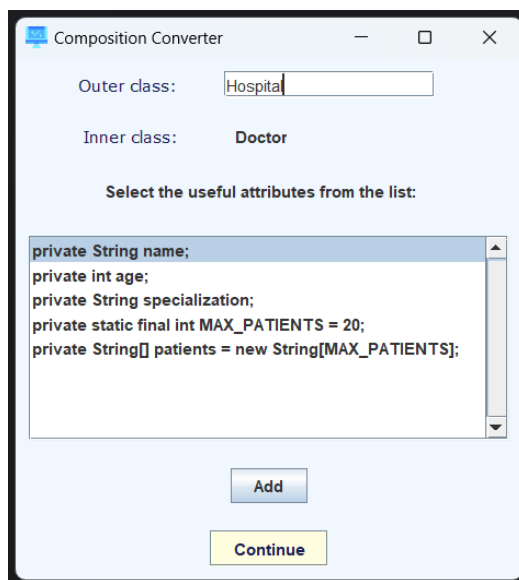 Composition Converter
Outer class: Hospital
Inner class: Doctor
Select the useful attributes from the list:
private String name;
private int age;
private String specialization;
private static final int MAX_PATIENTS = 20;
private String[] patients = new String[MAX_PATIENTS];
Add
Continue